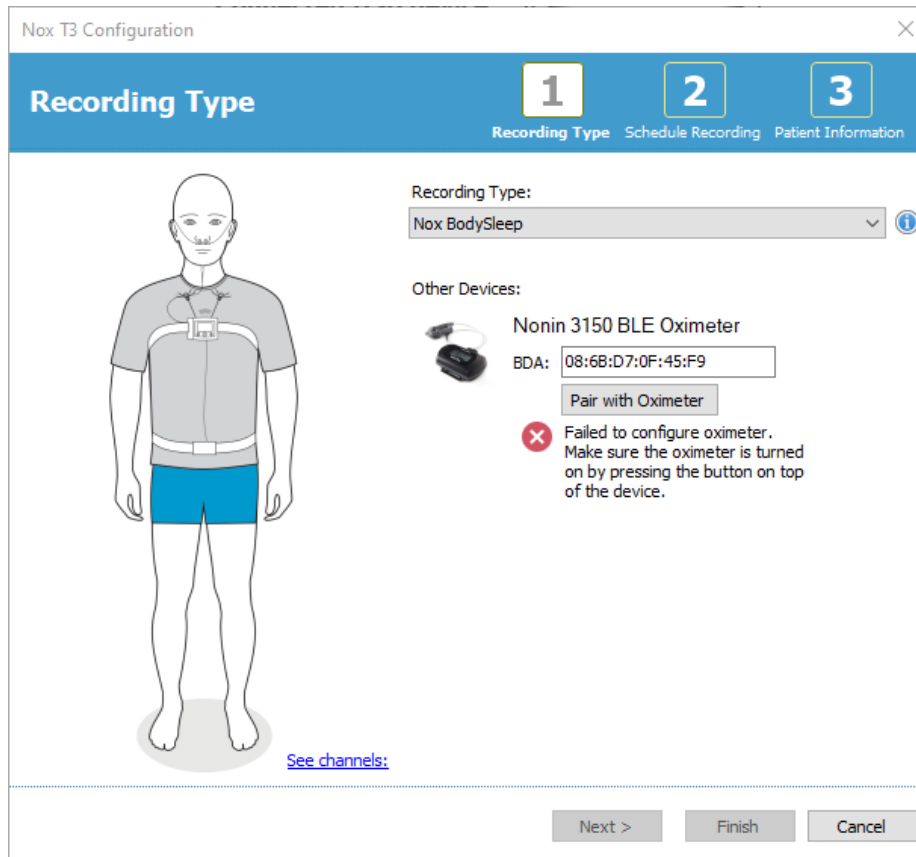 Nox T3 Configuration
Recording Type
1
Recording Type
2
Schedule Recording
3
Patient Information
Recording Type:
Nox BodySleep
Other Devices:
Nonin 3150 BLE Oximeter
BDA: 08:6B:D7:0F:45:F9
Pair with Oximeter
Failed to configure oximeter.
Make sure the oximeter is turned
on by pressing the button on top
of the device.
See channels:
Next >
Finish
Cancel